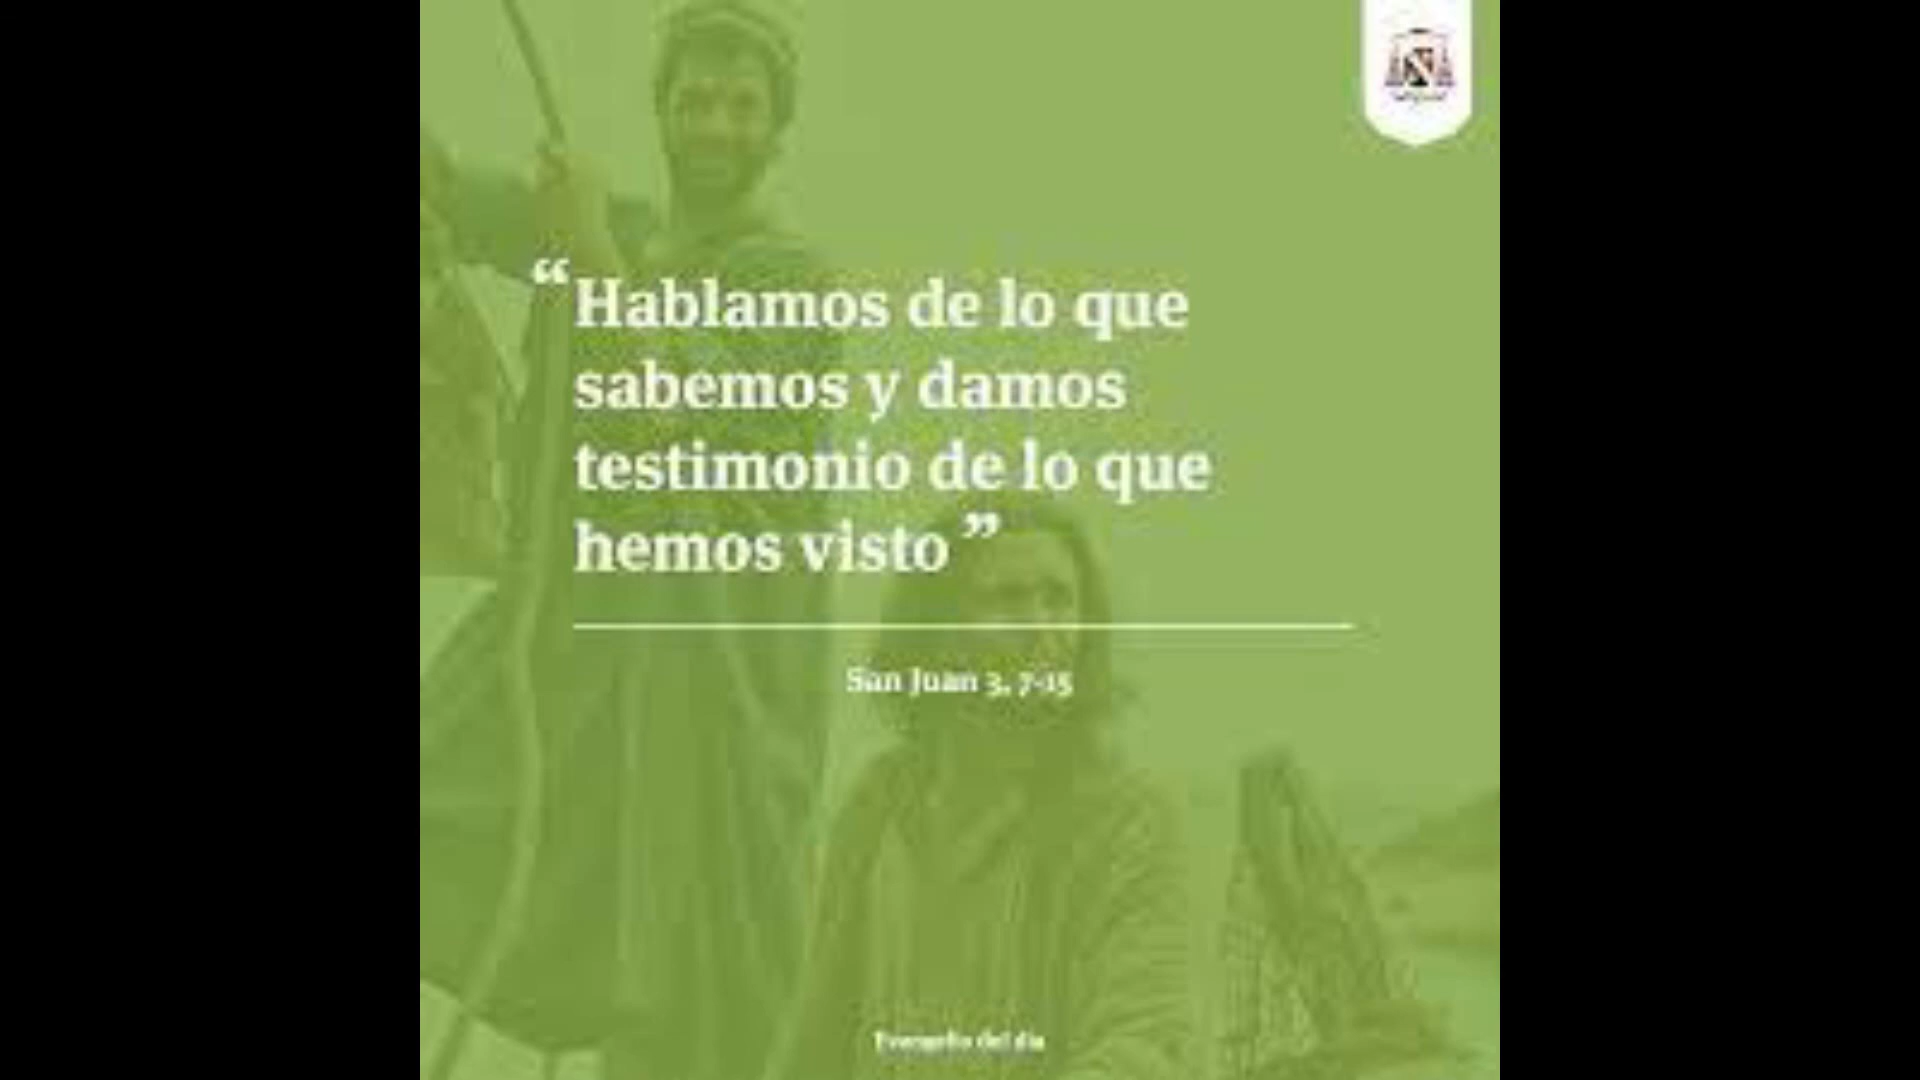 “Hablamos de lo que
sabemos y damos
testimonio de lo que
hemos visto”
San Juan 3, 7-15
Evangelio del día